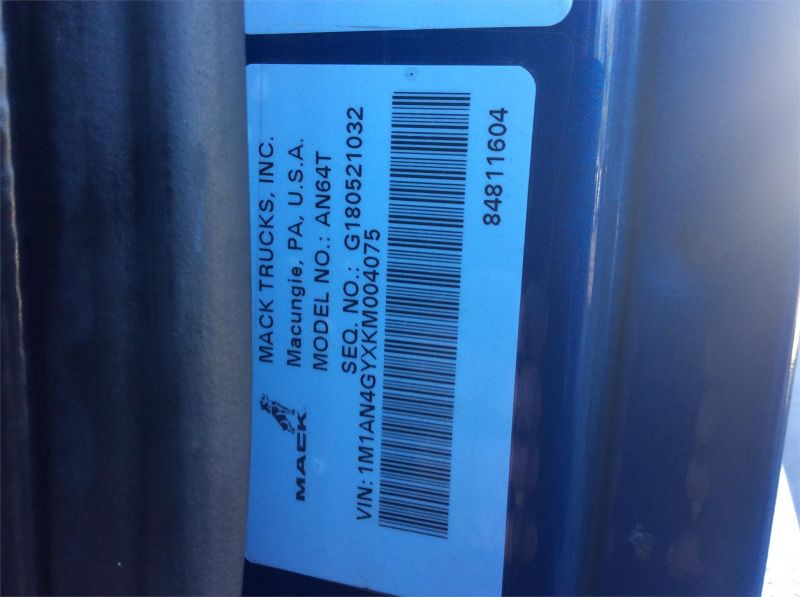 MACK TRUCKS, INC.
Macungie, PA, U.S.A.
MODEL NO.: AN64T
SEQ. NO.: G180521032
MACK
VIN: 1M1AN4GYXKM004075
84811604